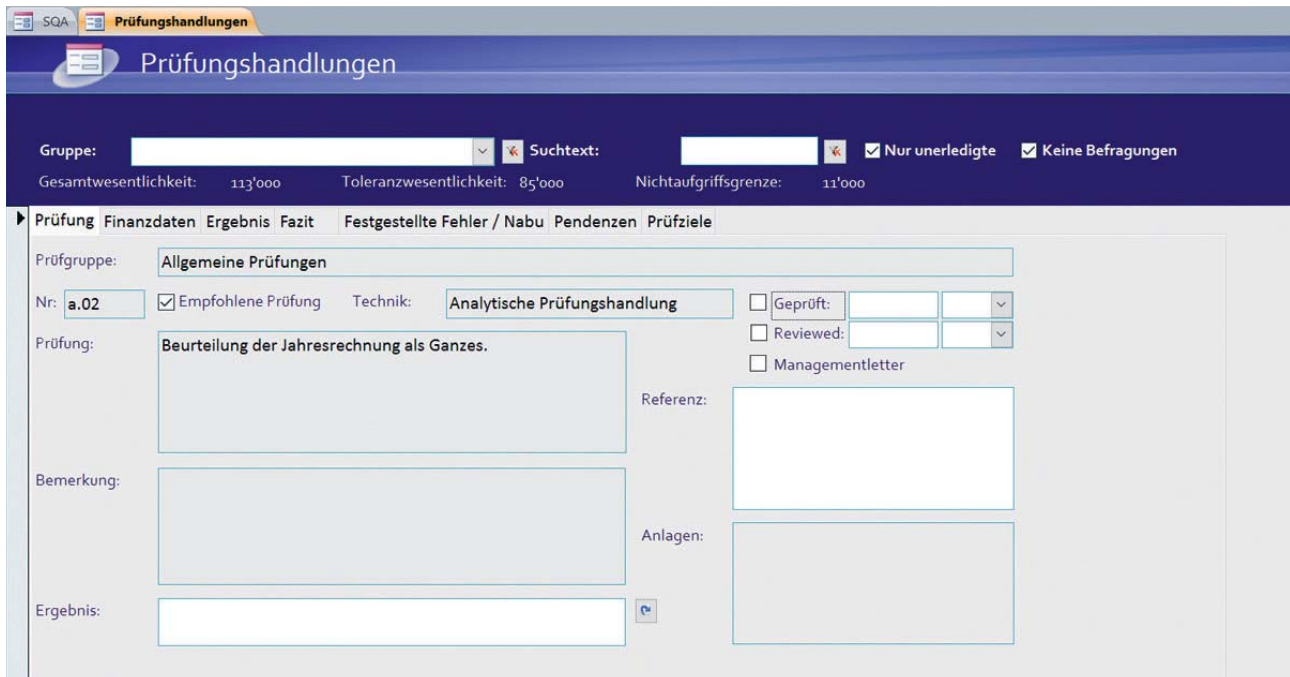 SQA Prüfungshandlungen
Prüfungshandlungen
Gruppe: Suchtext: Nur unerledigte Keine Befragungen
Gesamtwesentlichkeit: 113'000 Toleranzwesentlichkeit: 85'000 Nichtaufgriffsgrenze: 11'000
Prüfung Finanzdaten Ergebnis Fazit Festgestellte Fehler / Nabu Pendenzen Prüfziele
Prüfgruppe: Allgemeine Prüfungen
Nr: a.02 Empfohlene Prüfung Technik: Analytische Prüfungshandlung Geprüft:
Reviewed:
Prüfung: Beurteilung der Jahresrechnung als Ganzes.
Managementletter
Referenz:
Bemerkung:
Anlagen:
Ergebnis: